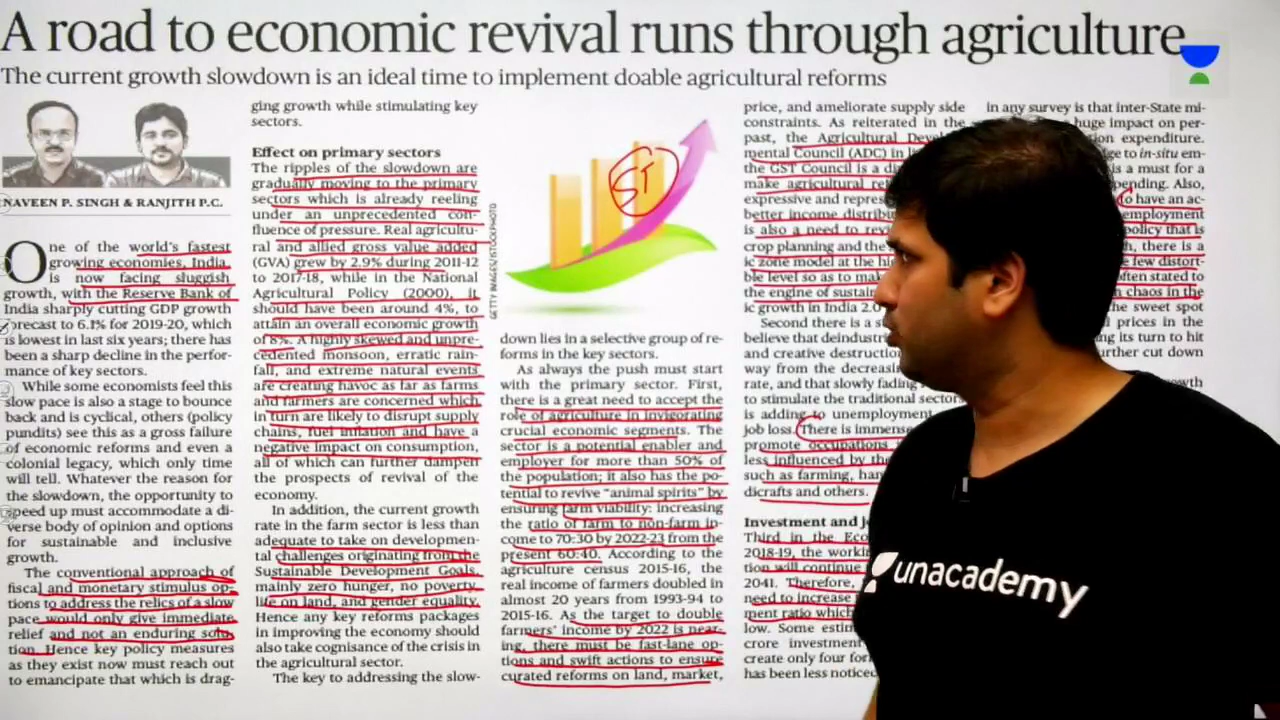 A road to economic revival runs through agriculture
The current growth slowdown is an ideal time to implement doable agricultural reforms
NAVEEN P. SINGH & RANJITH P.C.
One of the world's fastest
growing economies, India,
is now facing sluggish
growth, with the Reserve Bank of
India sharply cutting GDP growth
forecast to 6.1% for 2019-20, which
is lowest in last six years; there has
been a sharp decline in the perfor-
mance of key sectors.
While some economists feel this
slow pace is also a stage to bounce
back and is cyclical, others (policy
pundits) see this as a gross failure
of economic reforms and even a
colonial legacy, which only time
will tell. Whatever the reason for
the slowdown, the opportunity to
speed up must accommodate a di-
verse body of opinion and options
for sustainable and inclusive
growth.
The conventional approach of
fiscal and monetary stimulus op-
tions to address the relics of a slow
pace would only give immediate
relief and not an enduring solu-
tion. Hence key policy measures
as they exist now must reach out
to emancipate that which is drag-
ging growth while stimulating key
sectors.
Effect on primary sectors
The ripples of the slowdown are
gradually moving to the primary
sectors which is already reeling
under an unprecedented con-
fluence of pressure. Real agricultu-
ral and allied gross value added
(GVA) grew by 2.9% during 2011-12
to 2017-18, while in the National
Agricultural Policy (2000), it
should have been around 4%, to
attain an overall economic growth
of 8%. A highly skewed and unpre-
cedented monsoon, erratic rain-
fall, and extreme natural events
are creating havoc as far as farms
and farmers are concerned which
in turn are likely to disrupt supply
chains, fuel inflation and have a
negative impact on consumption,
all of which can further dampen
the prospects of revival of the
economy.
In addition, the current growth
rate in the farm sector is less than
adequate to take on developmen-
tal challenges originating from the
Sustainable Development Goals,
mainly zero hunger, no poverty,
life on land, and gender equality.
Hence any key reforms packages
in improving the economy should
also take cognisance of the crisis in
the agricultural sector.
The key to addressing the slow-
ST
GETTY IMAGES/ISTOCKPHOTO
down lies in a selective group of re-
forms in the key sectors.
As always the push must start
with the primary sector. First,
there is a great need to accept the
role of agriculture in invigorating
crucial economic segments. The
sector is a potential enabler and
employer for more than 50% of
the population; it also has the po-
tential to revive “animal spirits” by
ensuring farm viability: increasing
the ratio of farm to non-farm in-
come to 70:30 by 2022-23 from the
present 60:40. According to the
agriculture census 2015-16, the
real income of farmers doubled in
almost 20 years from 1993-94 to
2015-16. As the target to double
farmers’ income by 2022 is near-
ing, there must be fast-lane op-
tions and swift actions to ensure
curated reforms on land, market,
price, and ameliorate supply side
constraints. As reiterated in the
past, the Agricultural
mental Council (ADC) in
the GST Council is a
make agricultural
expressive and
better income
is also a need to
crop planning and the
ic zone model at the
ble level so as to
the engine of
ic growth in India 2.0
Second there is a
believe that
and creative
way from the
rate, and that slowly fading
to stimulate the traditional sectors
is adding to unemployment
job loss. There is
promote occupations
less influenced by the
such as farming,
dicrafts and others.
Investment and
Third in the
2018-19, the
tion will continue
2041. Therefore,
need to increase
ment ratio which
low. Some
crore investment
create only four
has been less
in any survey is that inter-State mi-
huge impact on per-
expenditure.
to in-situ em-
is a must for a
Also,
to have an ac-
employment
policy that is
there is a
few distort-
often stated to
chaos in the
sweet spot
prices in the
its turn to hit
cut down
unacademy